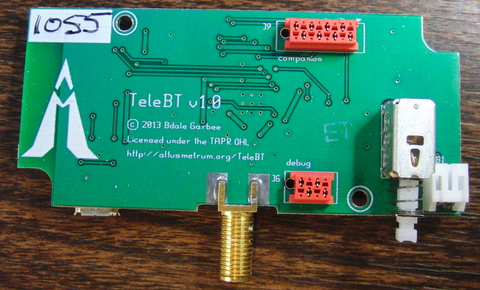 1055
J9
companion
TeleBT v1.0
© 2013 Bdale Garbee
Licensed under the TAPR OHL
http://altusmetrum.org/TeleBT
debug
J6